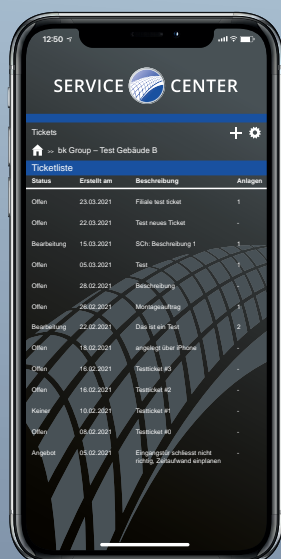 12:50
SERVICE CENTER
Tickets
>> bk Group – Test Gebäude B
Ticketliste
Status Erstellt am Beschreibung Anlagen
Offen 23.03.2021 Filiale test ticket 1
Offen 22.03.2021 Test neues Ticket -
Bearbeitung 15.03.2021 SCh: Beschreibung 1 1
Offen 05.03.2021 Test 1
Offen 28.02.2021 Beschreibung -
Offen 26.02.2021 Montageauftrag 1
Bearbeitung 22.02.2021 Das ist ein Test 2
Offen 18.02.2021 angelegt über iPhone -
Offen 16.02.2021 Testticket #3 -
Offen 16.02.2021 Testticket #2 -
Keiner 10.02.2021 Testticket #1 -
Offen 08.02.2021 Testticket #0 -
Angebot 05.02.2021 Eingangstür schliesst nicht -
richtig, Zeitaufwand einplanen